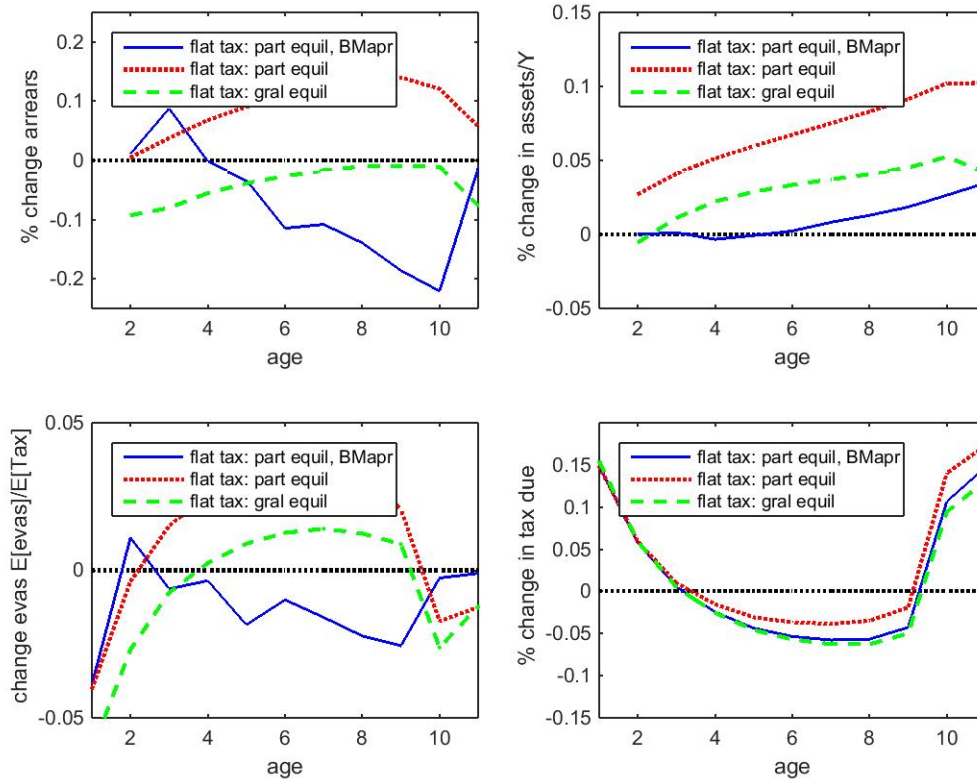 % change arrears
0.2
0.1
0
-0.1
-0.2
flat tax: part equil, BMapr
flat tax: part equil
flat tax: gral equil
2 4 6 8 10
age
% change in assets/Y
0.15
0.1
0.05
0
-0.05
flat tax: part equil, BMapr
flat tax: part equil
flat tax: gral equil
2 4 6 8 10
age
change evas E[evas]/E[Tax]
0.05
0
-0.05
flat tax: part equil, BMapr
flat tax: part equil
flat tax: gral equil
2 4 6 8 10
age
% change in tax due
0.15
0.1
0.05
0
-0.05
-0.1
-0.15
flat tax: part equil, BMapr
flat tax: part equil
flat tax: gral equil
2 4 6 8 10
age